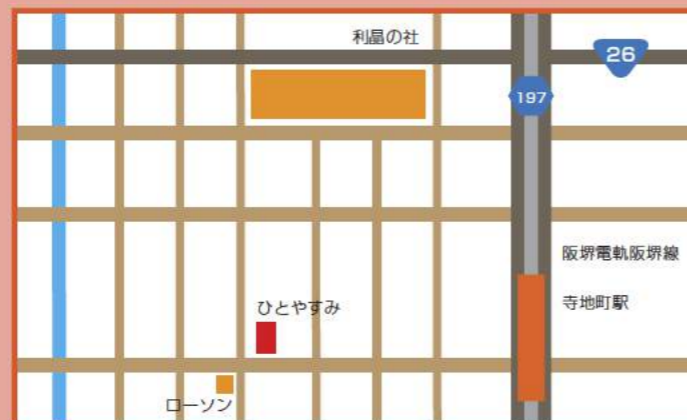 利晶の社
26
197
阪堺電軌阪堺線
寺地町駅
ひとやすみ
ローソン